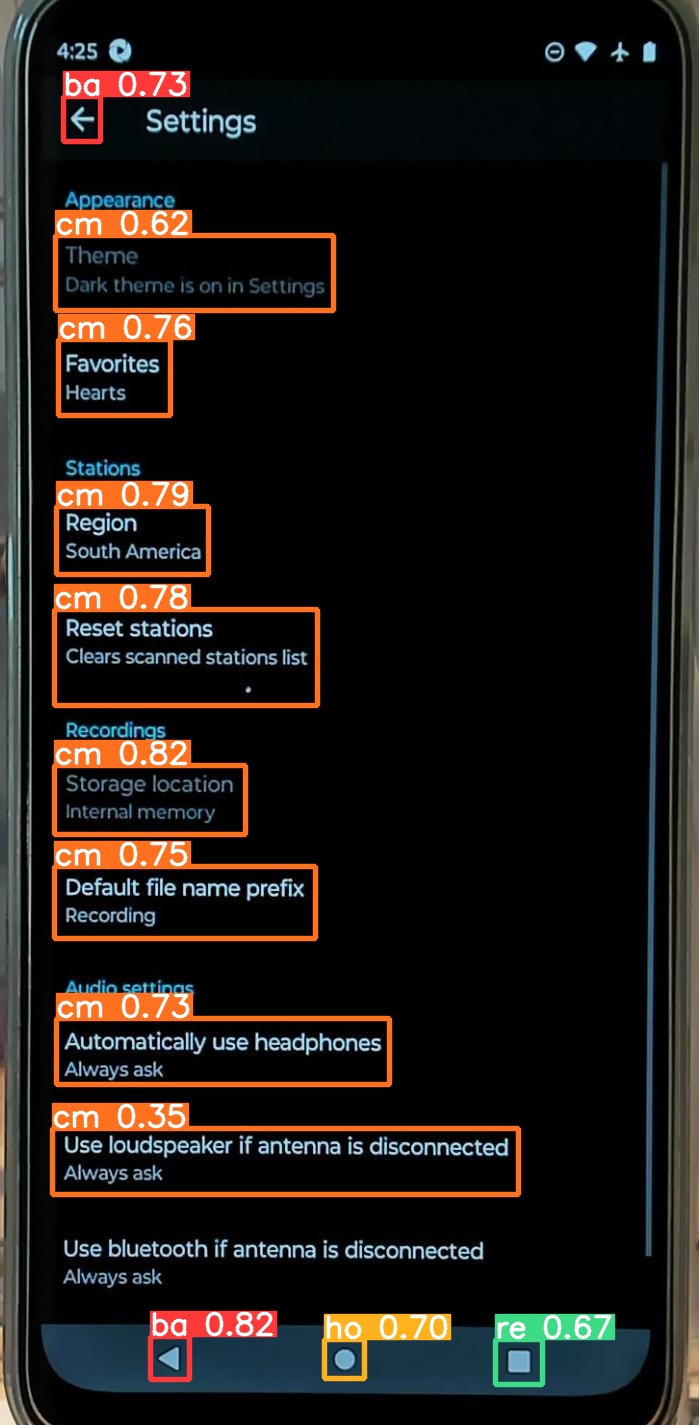 4:25
ba 0.73
Settings
Appearance
cm 0.62
Theme
Dark theme is on in Settings
cm 0.76
Favorites
Hearts
Stations
cm 0.79
Region
South America
cm 0.78
Reset stations
Clears scanned stations list
Recordings
cm 0.82
Storage location
Internal memory
cm 0.75
Default file name prefix
Recording
Audio settings
cm 0.73
Automatically use headphones
Always ask
cm 0.35
Use loudspeaker if antenna is disconnected
Always ask
Use bluetooth if antenna is disconnected
Always ask
ba 0.82
ho 0.70
re 0.67